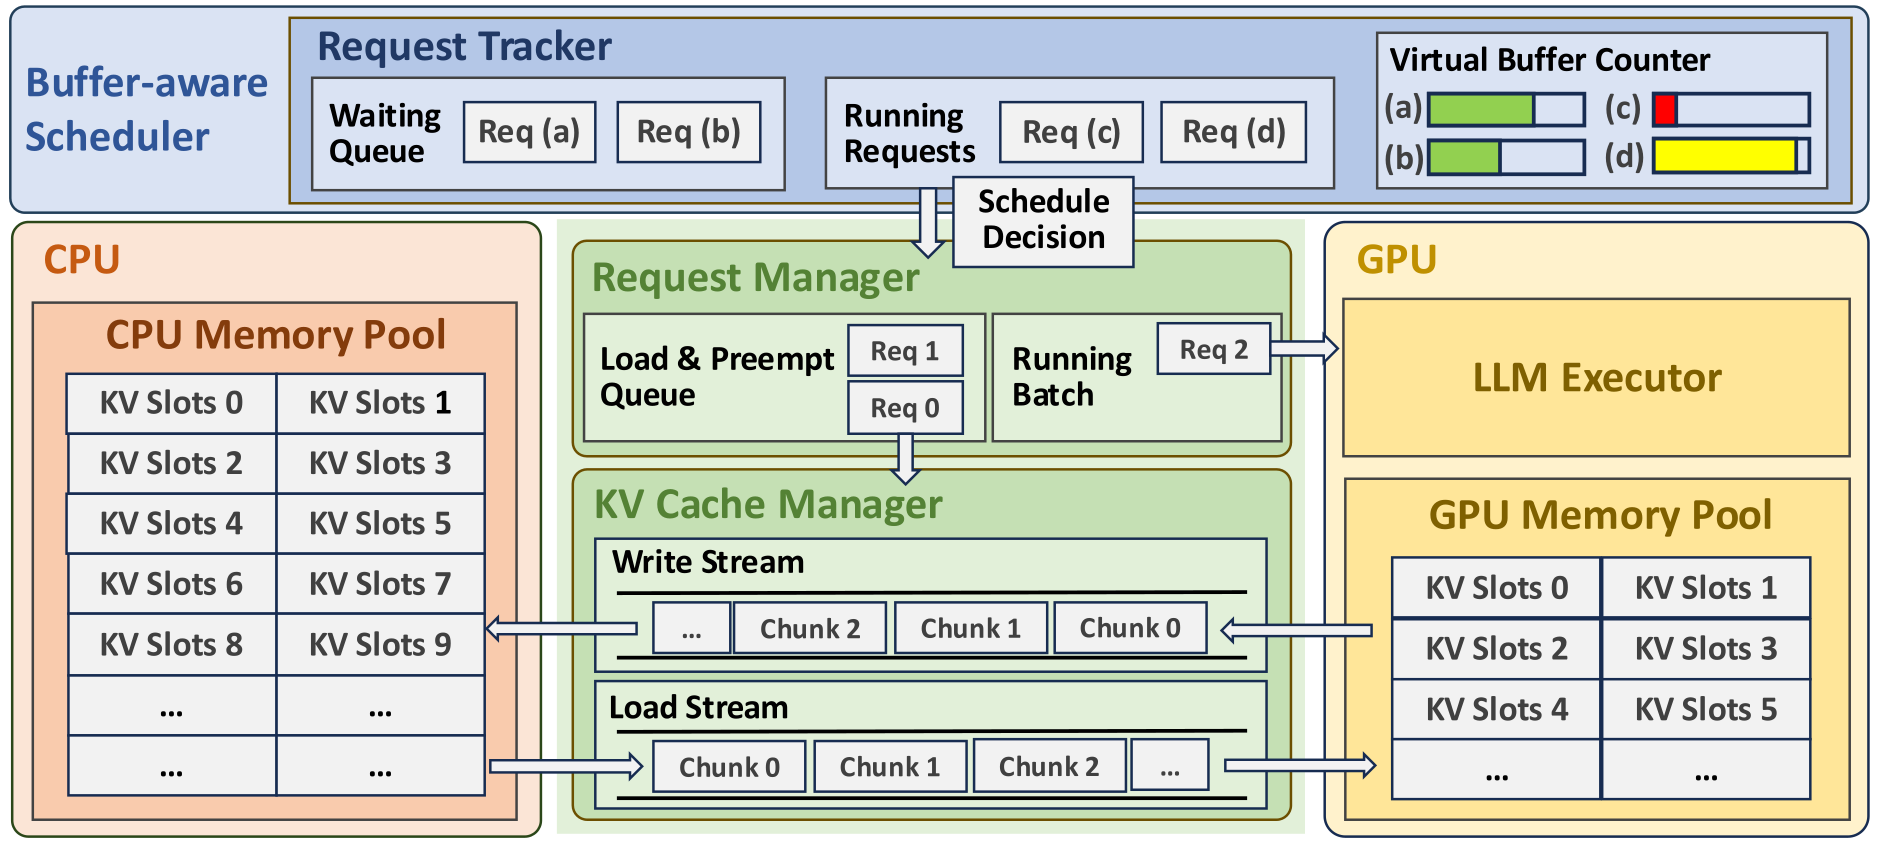 Buffer-aware
Scheduler
Request Tracker
Waiting
Queue
Req (a)
Req (b)
Running
Requests
Req (c)
Req (d)
Virtual Buffer Counter
(a)
(c)
(b)
(d)
Schedule
Decision
CPU
CPU Memory Pool
KV Slots 0
KV Slots 1
KV Slots 2
KV Slots 3
KV Slots 4
KV Slots 5
KV Slots 6
KV Slots 7
KV Slots 8
KV Slots 9
...
...
...
...
Request Manager
Load & Preempt
Queue
Req 1
Req 0
Running
Batch
Req 2
KV Cache Manager
Write Stream
...
Chunk 2
Chunk 1
Chunk 0
Load Stream
Chunk 0
Chunk 1
Chunk 2
...
GPU
LLM Executor
GPU Memory Pool
KV Slots 0
KV Slots 1
KV Slots 2
KV Slots 3
KV Slots 4
KV Slots 5
...
...